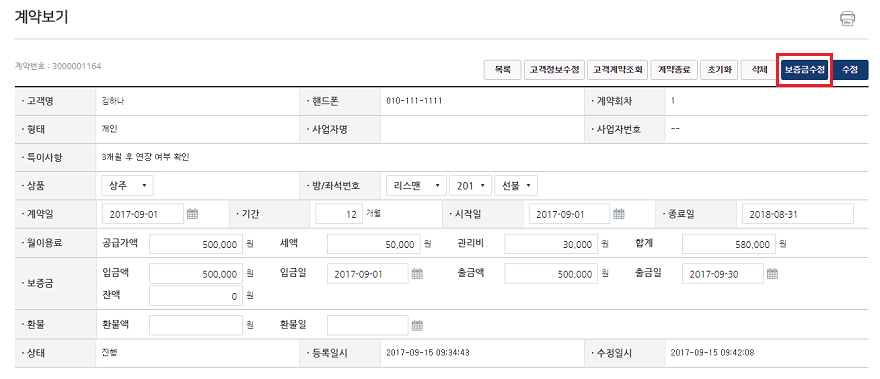 계약보기
계약번호 : 3000001164
목록 고객정보수정 고객계약조회 계약종료 초기화 삭제 보증금수정 수정
· 고객명 김하나 · 핸드폰 010-111-1111 · 계약회차 1
· 형태 개인 · 사업자명 · 사업자번호 --
· 특이사항 3개월 후 연장 여부 확인
· 상품 상주 · 방/좌석번호 리스맨 201 선불
· 계약일 2017-09-01 · 기간 12 개월 · 시작일 2017-09-01 · 종료일 2018-08-31
· 월이용료 공급가액 500,000 원 세액 50,000 원 관리비 30,000 원 합계 580,000 원
· 보증금 입금액 500,000 원 입금일 2017-09-01 출금액 500,000 원 출금일 2017-09-30
잔액 0 원
· 환불 환불액 원 환불일
· 상태 진행 · 등록일시 2017-09-15 09:34:43 · 수정일시 2017-09-15 09:42:08